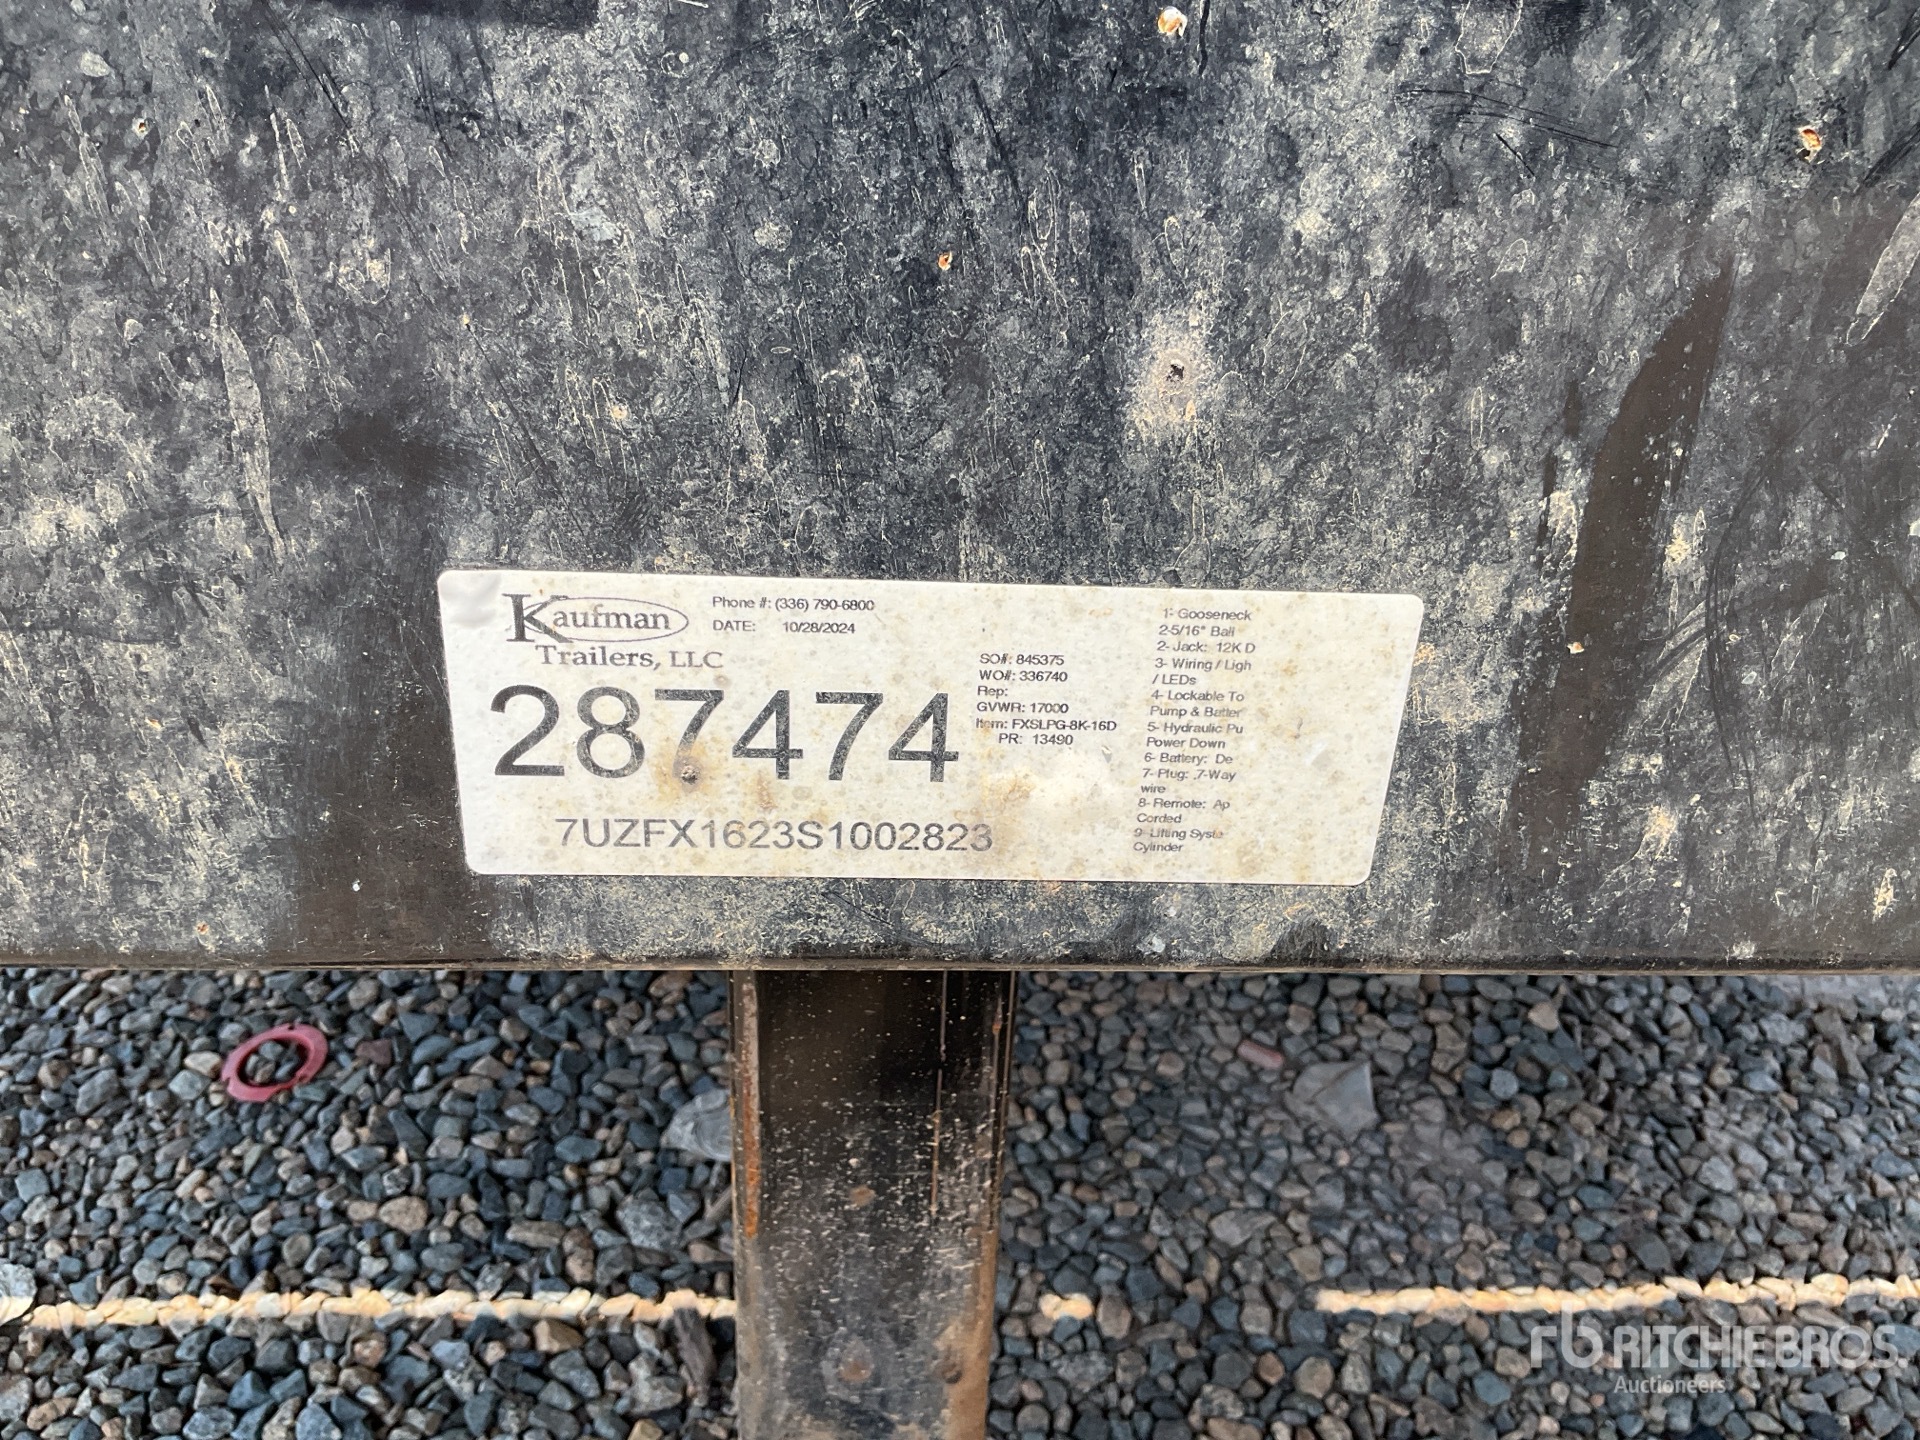 Kaufman
Trailers, LLC
Phone #: (336) 790-6800
DATE: 10/28/2024
287474
7UZFX1623S1002823
SO#: 845375
WO#: 336740
Rep:
GVWR: 17000
Item: FXSLPG-8K-16D
PR: 13490
1- Gooseneck
2-5/16" Ball
2- Jack: 12K D
3- Wiring / Ligh
/ LEDs
4- Lockable To
Pump & Batter
5- Hydraulic Pu
Power Down
6- Battery: De
7- Plug: 7-Way
wire
8- Remote: Ap
Corded
9- Lifting Syste
Cylinder
rb RITCHIE BROS.
Auctioneers